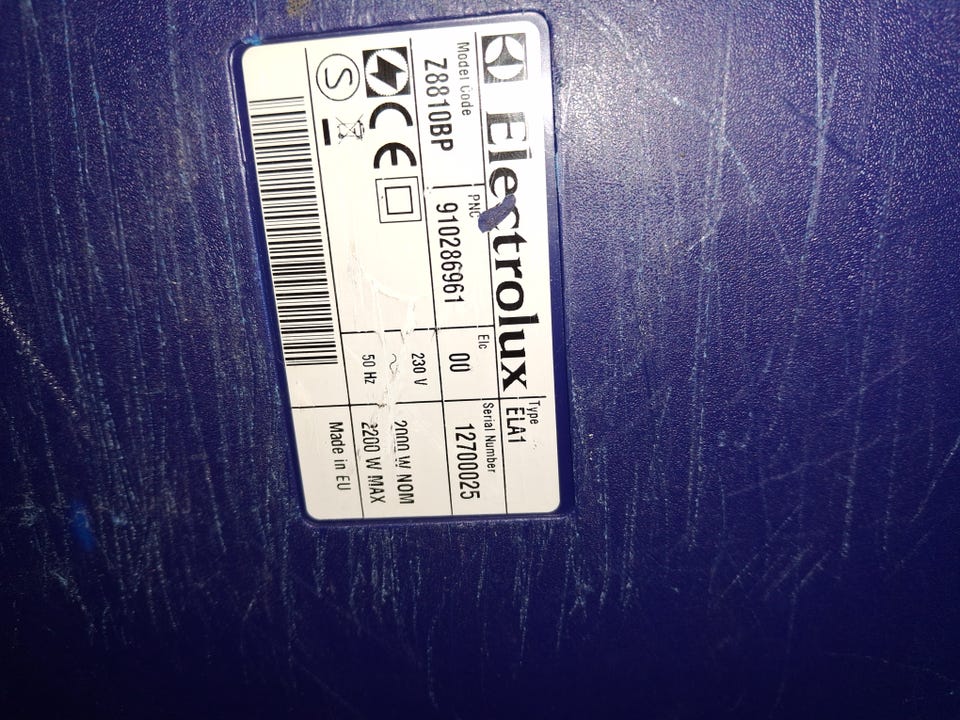 Electrolux
Type
ELA1
Model Code
Z8810BP
PNC
910286961
Elc
00
Serial Number
12700025
CE
230 V
50 Hz
2000 W NOM
2200 W MAX
Made in EU
S